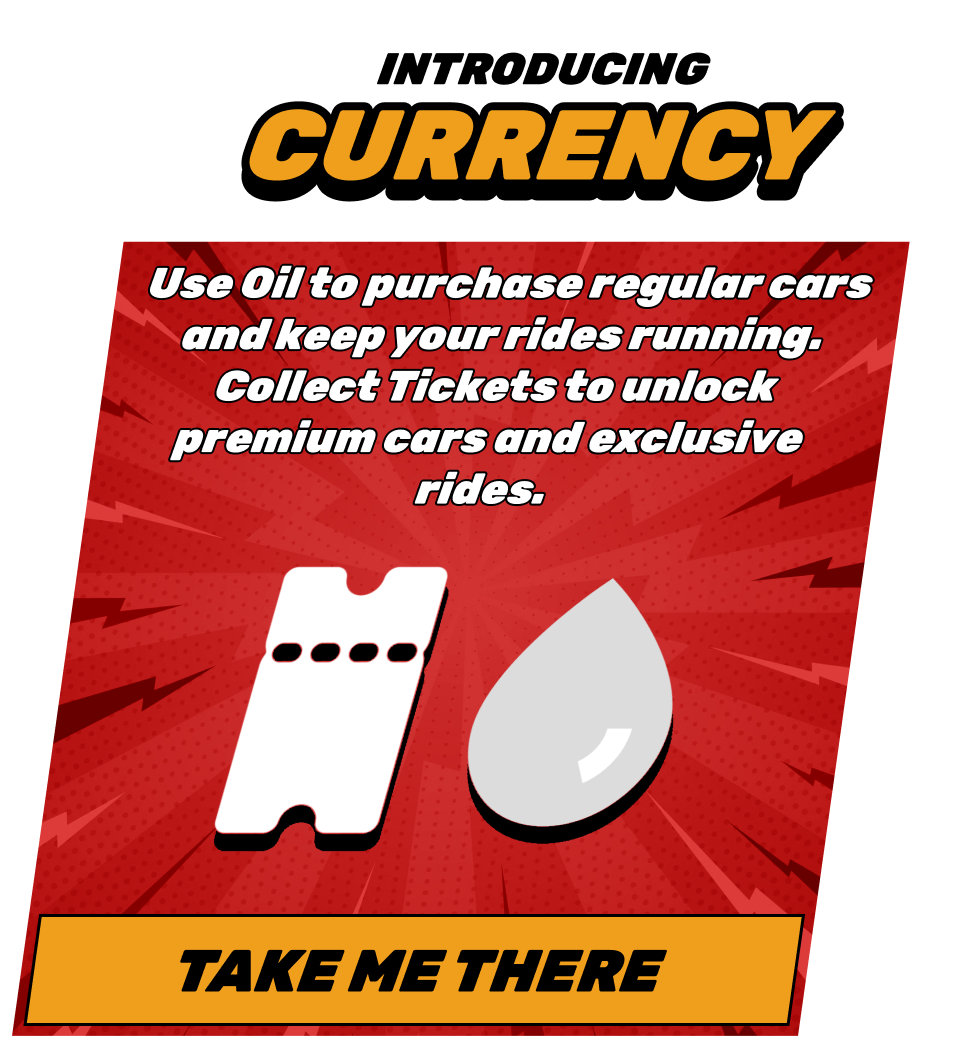 INTRODUCING
CURRENCY
Use Oil to purchase regular cars
and keep your rides running.
Collect Tickets to unlock
premium cars and exclusive
rides.
TAKE ME THERE